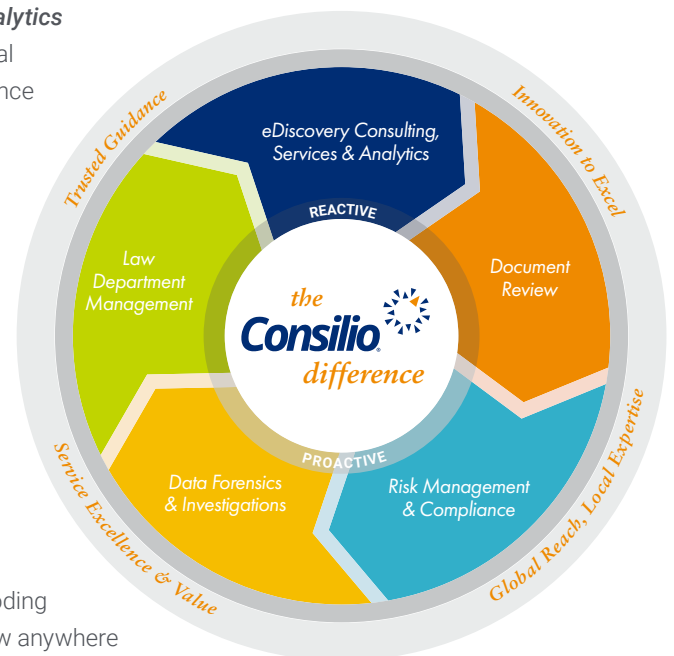 alytics
al
nce
Trusted Guidance
Innovation to Excel
eDiscovery Consulting,
Services & Analytics
REACTIVE
Law
Department
Management
Document
Review
the
Consilio
difference
PROACTIVE
Data Forensics
& Investigations
Risk Management
& Compliance
Service Excellence & Value
Global Reach, Local Expertise
oding
w anywhere